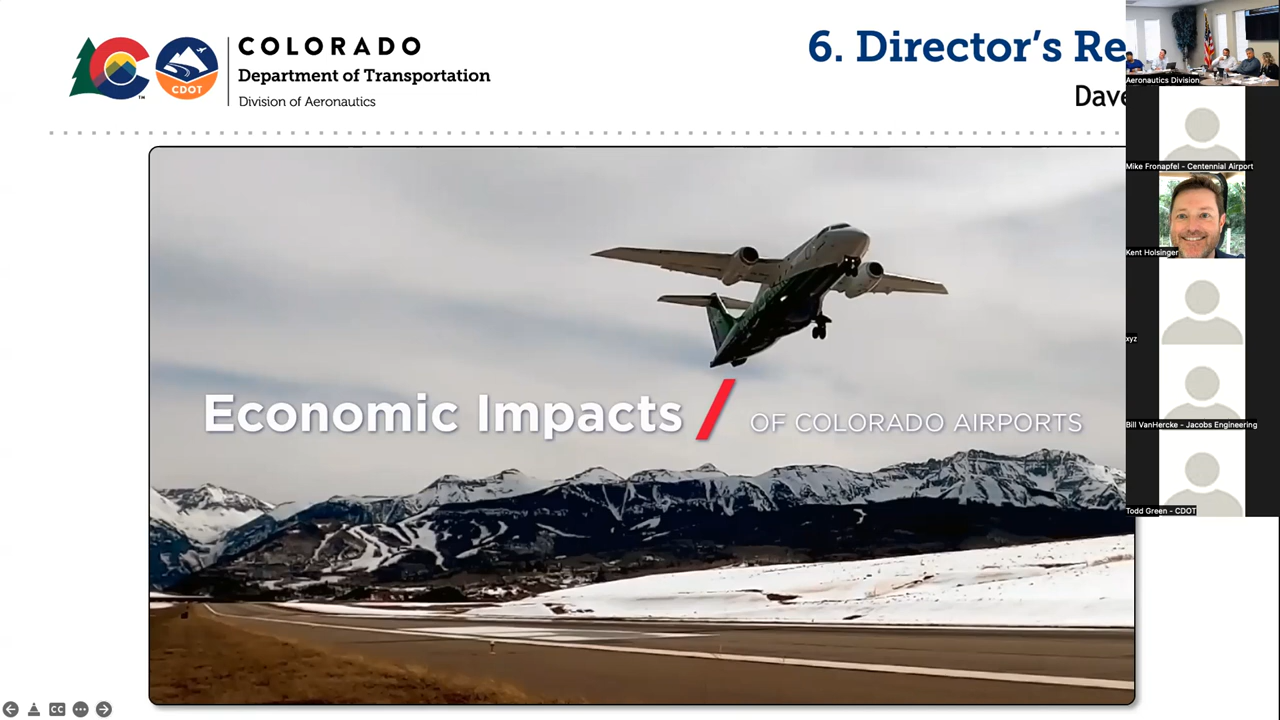 COLORADO
Department of Transportation
Division of Aeronautics
CDOT
TM
6. Director's Re
Dave
Economic Impacts / OF COLORADO AIRPORTS
Aeronautics Division
Mike Fronapfel - Centennial Airport
Kent Holsinger
xyz
Bill VanHercke - Jacobs Engineering
Todd Green - CDOT
CC